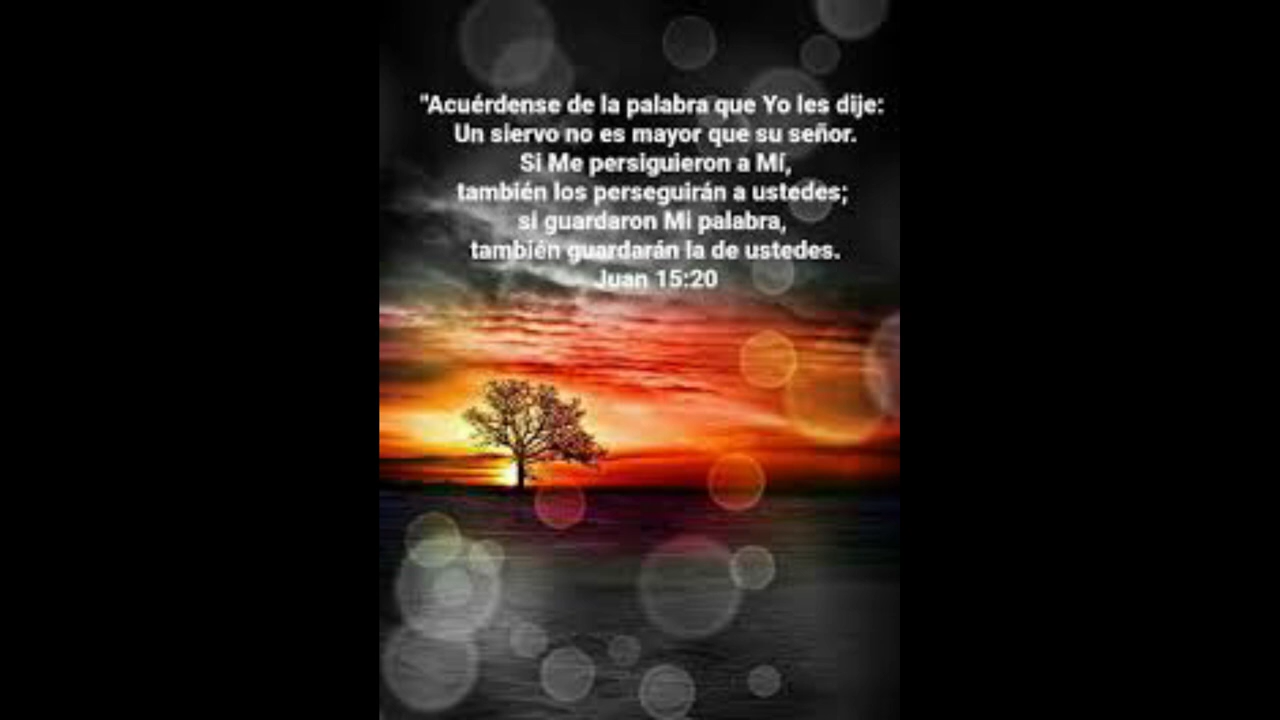 "Acuérdense de la palabra que Yo les dije:
Un siervo no es mayor que su señor.
Si Me persiguieron a Mí,
también los perseguirán a ustedes;
si guardaron Mi palabra,
también guardarán la de ustedes.
Juan 15:20